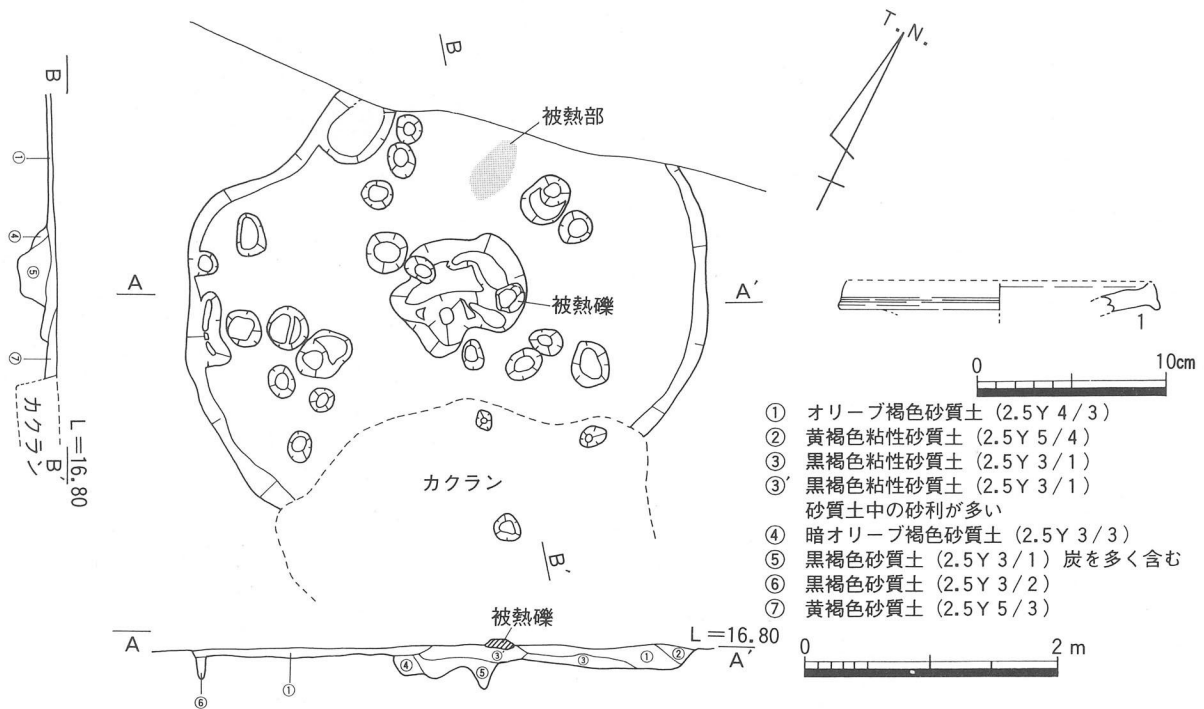 T.N.
B
B
被熱部
①
④
⑤
A
A′
被熱礫
1
⑦
0 10cm
カクラン
B′
L=16.80
① オリーブ褐色砂質土 (2.5Y 4/3)
② 黄褐色粘性砂質土 (2.5Y 5/4)
③ 黒褐色粘性砂質土 (2.5Y 3/1)
③′ 黒褐色粘性砂質土 (2.5Y 3/1)
砂質土中の砂利が多い
④ 暗オリーブ褐色砂質土 (2.5Y 3/3)
⑤ 黒褐色砂質土 (2.5Y 3/1) 炭を多く含む
⑥ 黒褐色砂質土 (2.5Y 3/2)
⑦ 黄褐色砂質土 (2.5Y 5/3)
カクラン
B′
被熱礫
A
L=16.80
A′
③′
①
②
④
⑤
③
⑥
①
0 2m